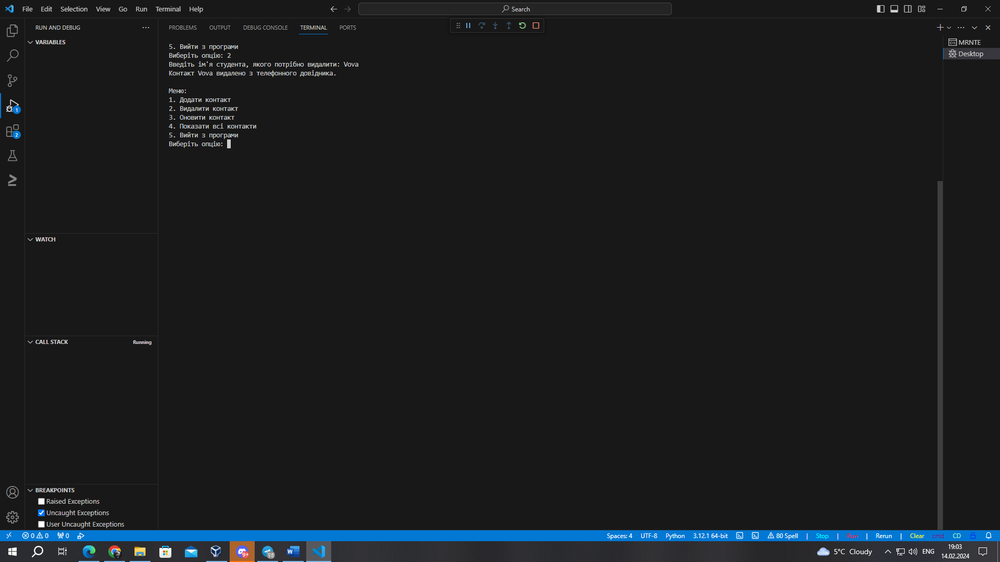 File Edit Selection View Go Run Terminal Help
Search
RUN AND DEBUG
PROBLEMS OUTPUT DEBUG CONSOLE TERMINAL PORTS
VARIABLES
MRNTE
Desktop
5. Вийти з програми
Виберіть опцію: 2
Введіть ім'я студента, якого потрібно видалити: Vova
Контакт Vova видалено з телефонного довідника.
Меню:
1. Додати контакт
2. Видалити контакт
3. Оновити контакт
4. Показати всі контакти
5. Вийти з програми
Виберіть опцію:
1
2
WATCH
CALL STACK Running
BREAKPOINTS
Raised Exceptions
Uncaught Exceptions
User Uncaught Exceptions
0 0 0 Spaces: 4 UTF-8 Python 3.12.1 64-bit 80 Spell | Stop | Run | Rerun | Clear cmd CD
9+ 98 5°C Cloudy ENG 19:03
14.02.2024